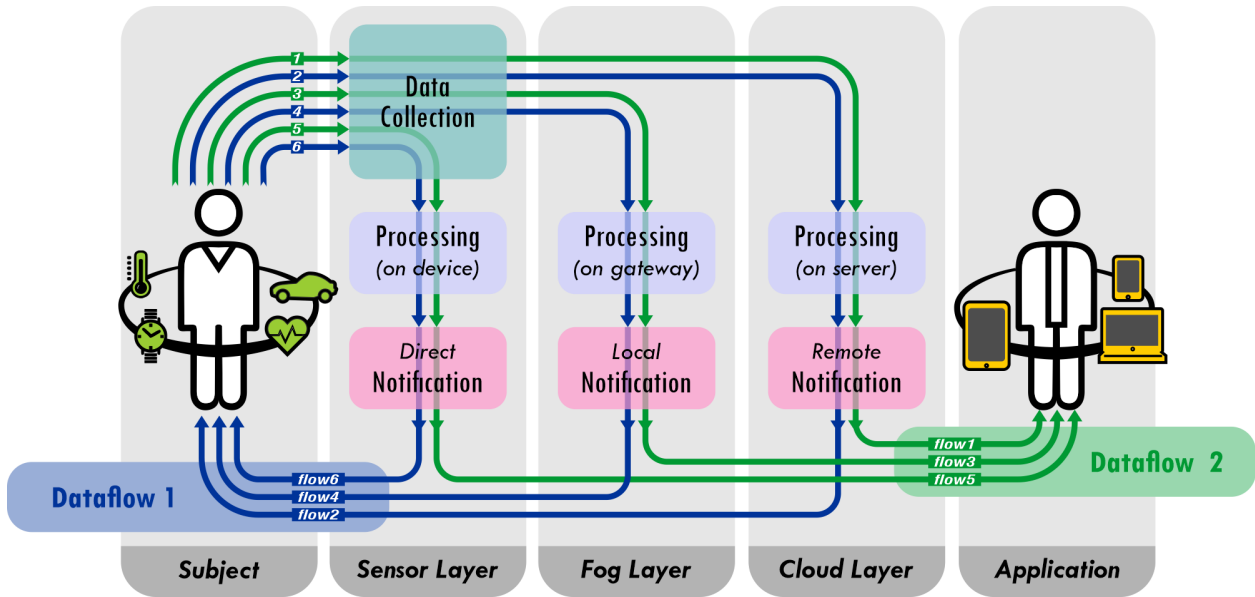 1
2
3
4
5
6
Data
Collection
Processing
(on device)
Processing
(on gateway)
Processing
(on server)
Direct
Notification
Local
Notification
Remote
Notification
flow1
flow3
flow5
Dataflow 2
flow6
flow4
flow2
Dataflow 1
Subject
Sensor Layer
Fog Layer
Cloud Layer
Application